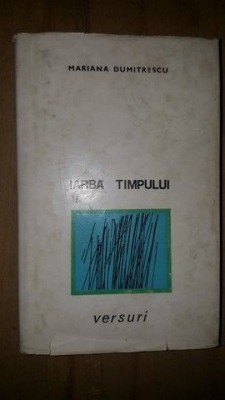 MARIANA DUMITRESCU
IARBA TIMPULUI
versuri